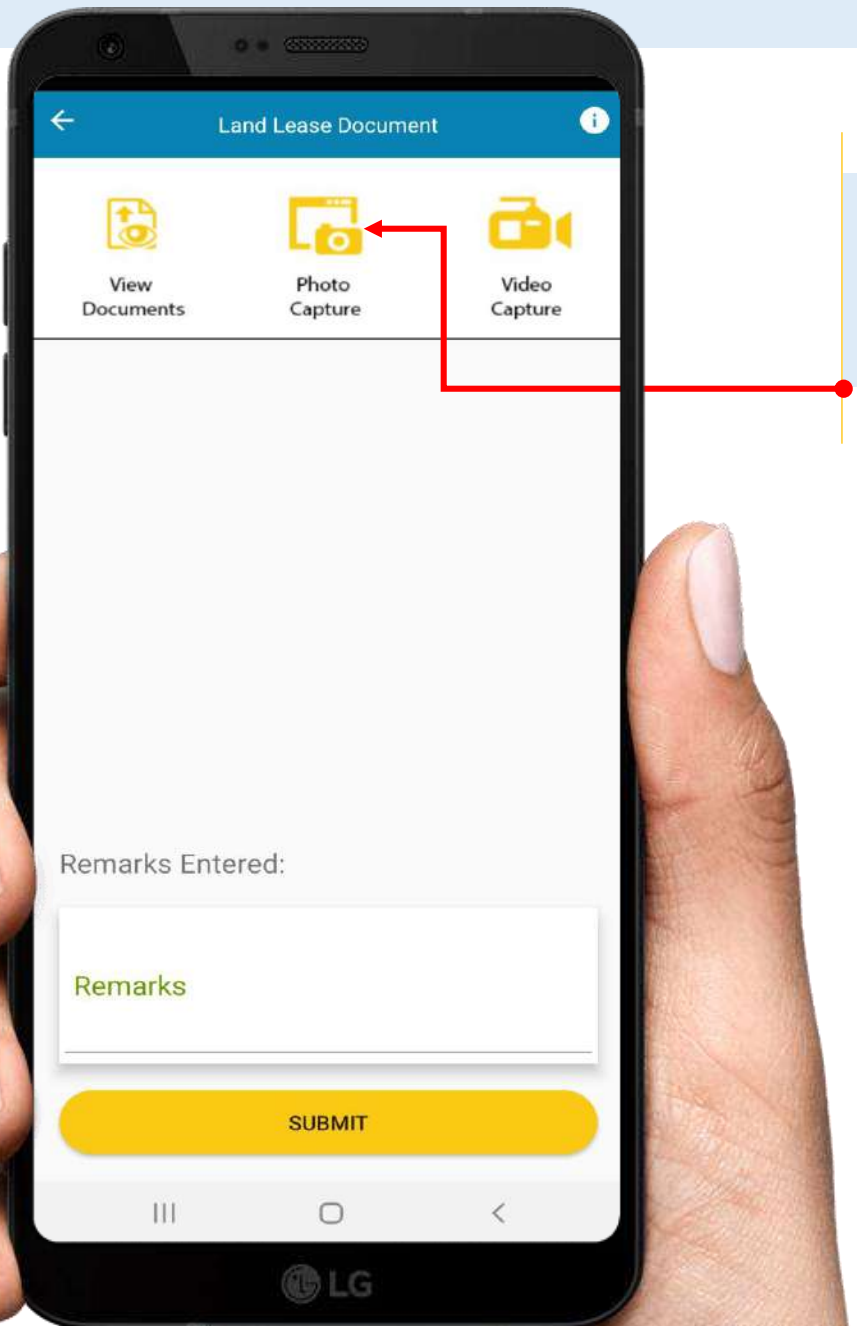 Land Lease Document
View
Documents
Photo
Capture
Video
Capture
Remarks Entered:
Remarks
SUBMIT
LG